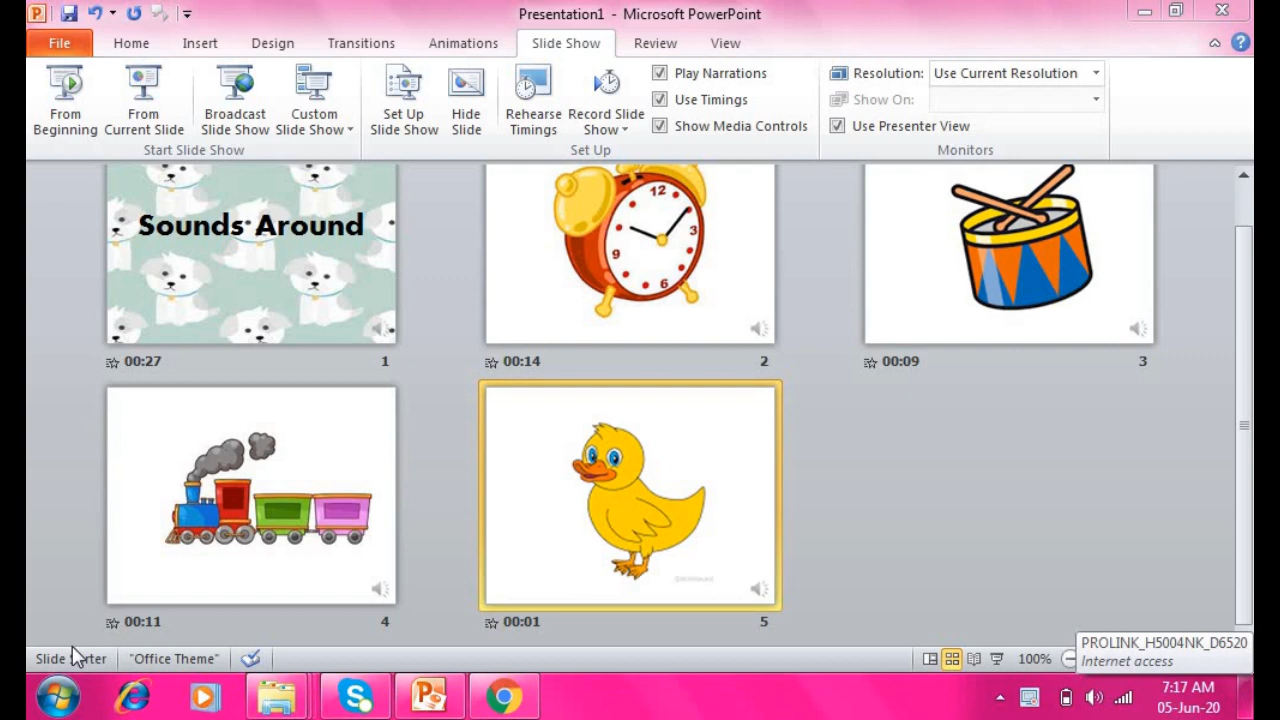 Presentation1 - Microsoft PowerPoint
File Home Insert Design Transitions Animations Slide Show Review View
From Beginning
From Current Slide
Broadcast Slide Show
Custom Slide Show
Set Up Slide Show
Hide Slide
Rehearse Timings
Record Slide Show
Play Narrations
Use Timings
Show Media Controls
Resolution: Use Current Resolution
Show On:
Use Presenter View
Start Slide Show
Set Up
Monitors
Sounds Around
12
3
6
9
00:27 1
00:14 2
00:09 3
00:11 4
00:01 5
"Office Theme"
100%
PROLINK_H5004NK_D6520
Internet access
7:17 AM
05-Jun-20